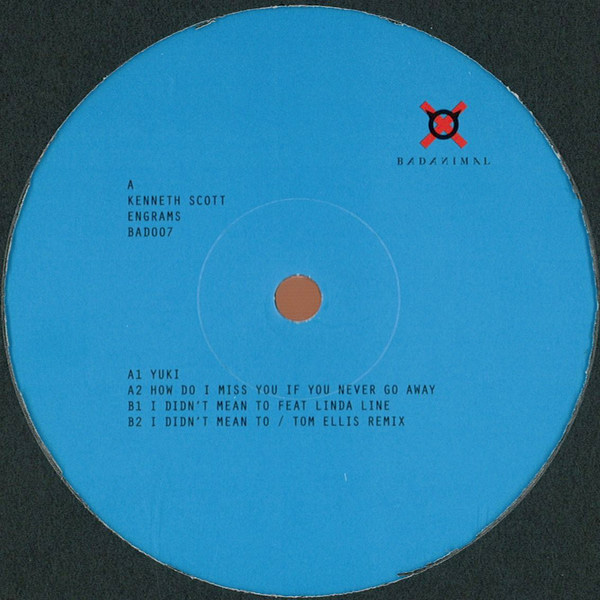 BADANIMAL
A
KENNETH SCOTT
ENGRAMS
BAD007
A1 YUKI
A2 HOW DO I MISS YOU IF YOU NEVER GO AWAY
B1 I DIDN'T MEAN TO FEAT LINDA LINE
B2 I DIDN'T MEAN TO / TOM ELLIS REMIX